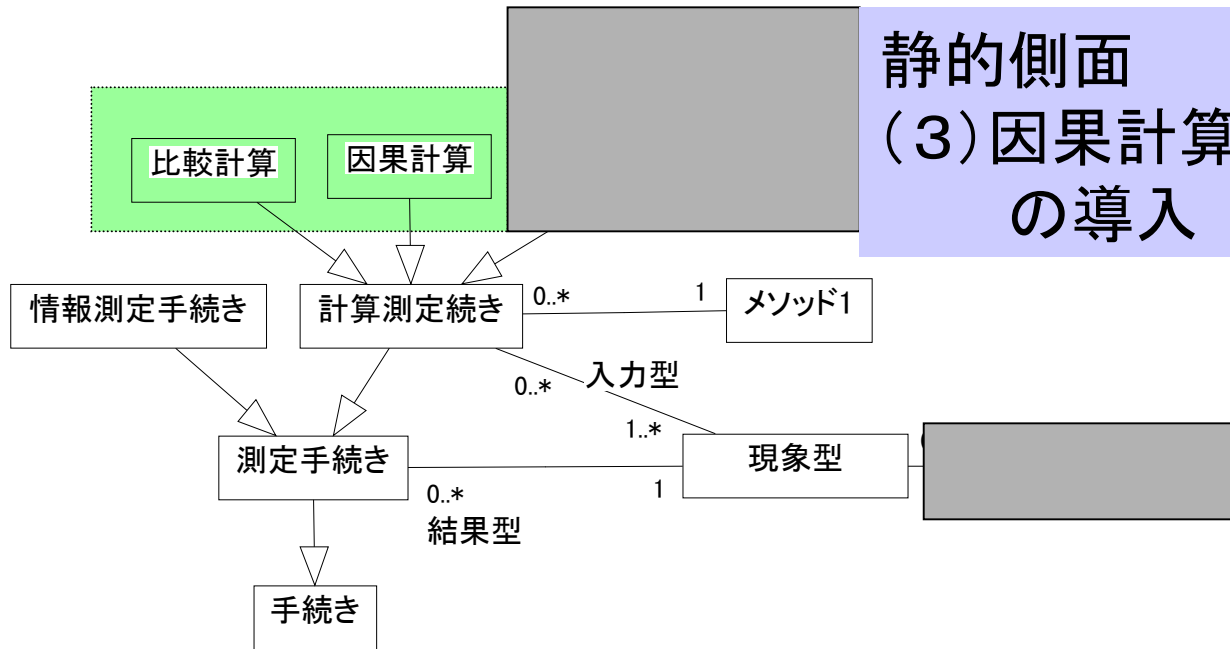 静的側面
（３）因果計算
の導入
比較計算
因果計算
情報測定手続き
計算測定続き
0..*
1
メソッド1
0..*
入力型
1..*
測定手続き
現象型
0..*
1
結果型
手続き